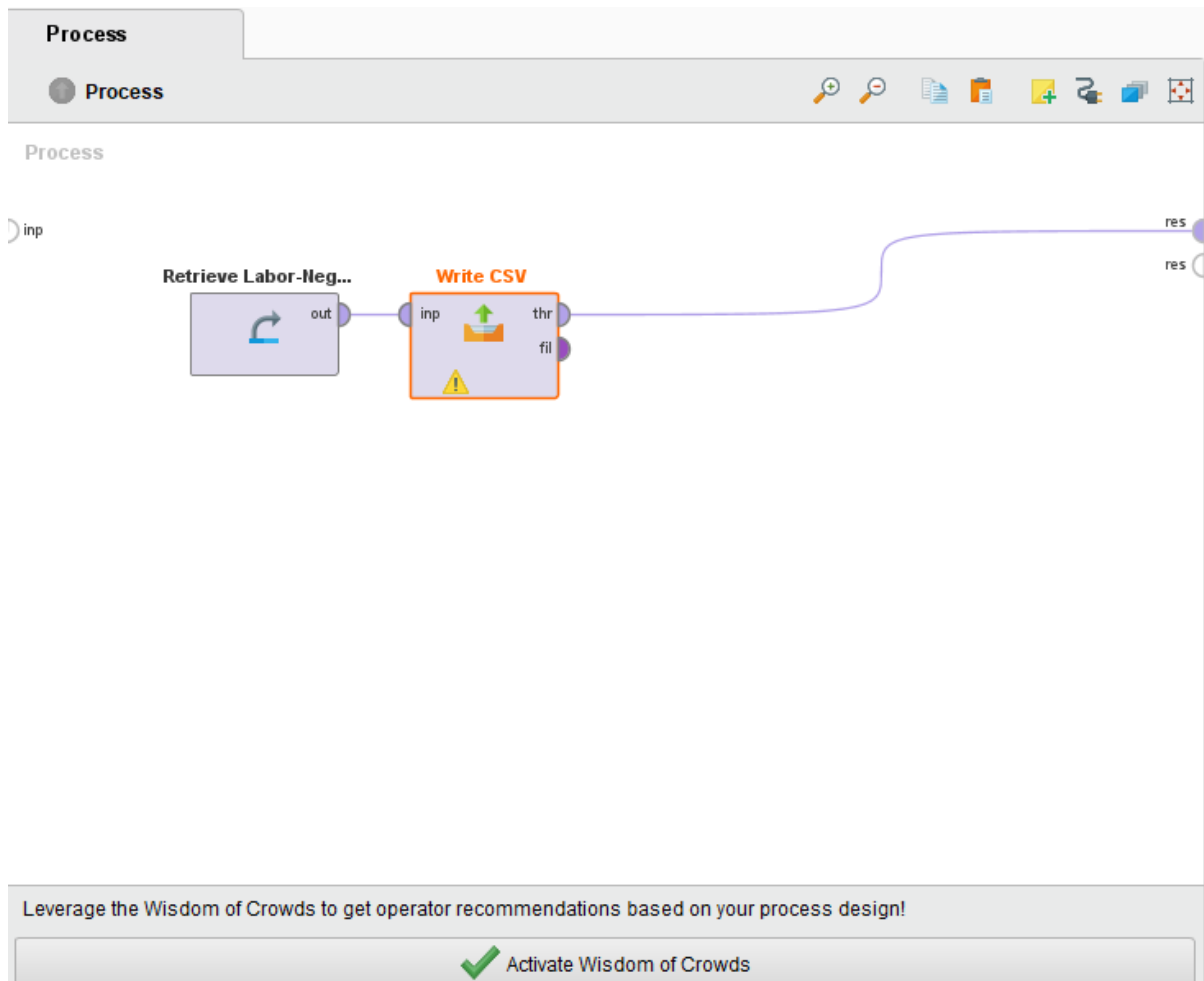 Process
Process
Process
inp
res
res
Retrieve Labor-Neg...
Write CSV
out
inp
thr
fil
Leverage the Wisdom of Crowds to get operator recommendations based on your process design!
Activate Wisdom of Crowds